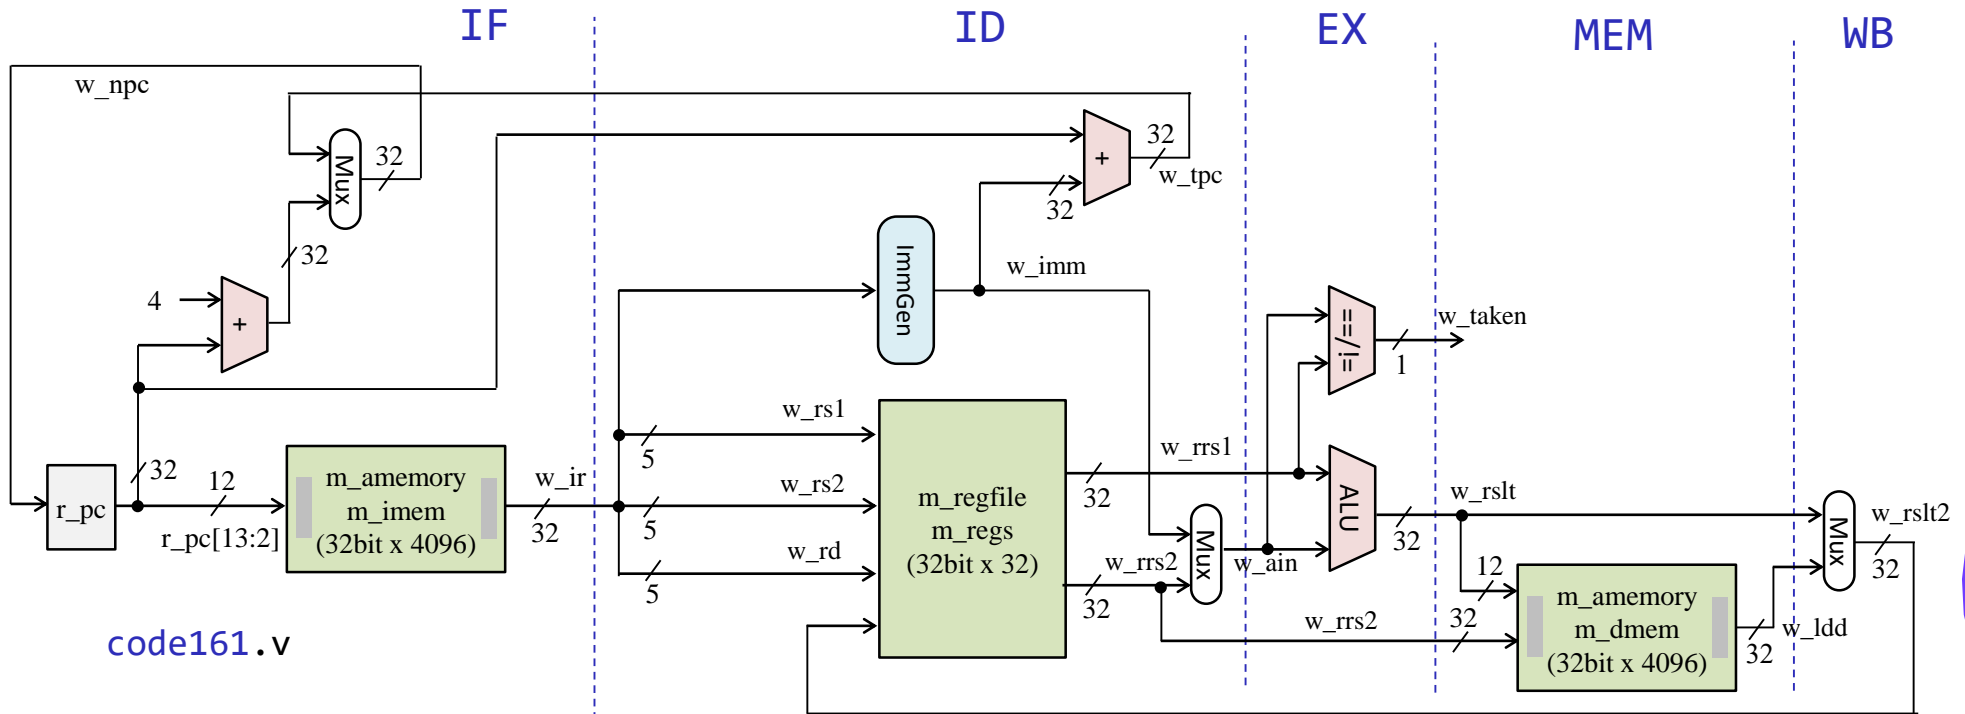 IF
ID
EX
MEM
WB
w_npc
Mux
32
32
4
+
32
r_pc
12
r_pc[13:2]
m_amemory
m_imem
(32bit x 4096)
w_ir
32
code161.v
+
32
w_tpc
32
ImmGen
w_imm
w_rs1
5
w_rs2
5
w_rd
5
m_regfile
m_regs
(32bit x 32)
w_rrs1
32
w_rrs2
32
Mux
w_ain
==/!=
w_taken
1
ALU
32
w_rslt
w_rrs2
12
32
m_amemory
m_dmem
(32bit x 4096)
32
w_ldd
Mux
w_rslt2
32